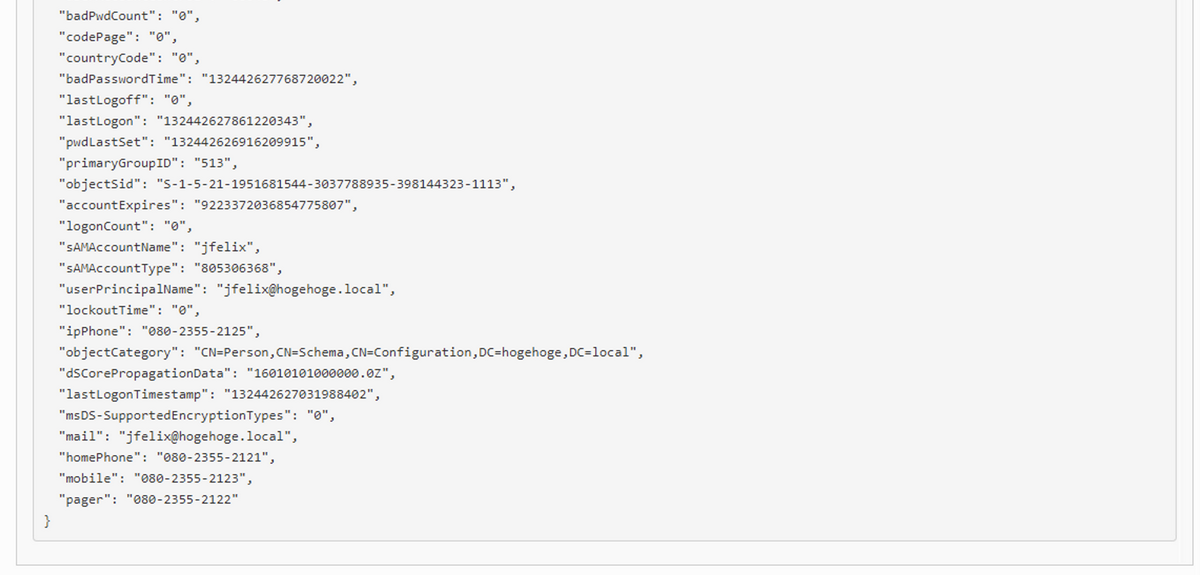 "badPwdCount": "0",
"codePage": "0",
"countryCode": "0",
"badPasswordTime": "132442627768720022",
"lastLogoff": "0",
"lastLogon": "132442627861220343",
"pwdLastSet": "132442626916209915",
"primaryGroupID": "513",
"objectSid": "S-1-5-21-1951681544-3037788935-398144323-1113",
"accountExpires": "9223372036854775807",
"logonCount": "0",
"sAMAccountName": "jfelix",
"sAMAccountType": "805306368",
"userPrincipalName": "jfelix@hogehoge.local",
"lockoutTime": "0",
"ipPhone": "080-2355-2125",
"objectCategory": "CN=Person,CN=Schema,CN=Configuration,DC=hogehoge,DC=local",
"dSCorePropagationData": "16010101000000.0Z",
"lastLogonTimestamp": "132442627031988402",
"msDS-SupportedEncryptionTypes": "0",
"mail": "jfelix@hogehoge.local",
"homePhone": "080-2355-2121",
"mobile": "080-2355-2123",
"pager": "080-2355-2122"
}